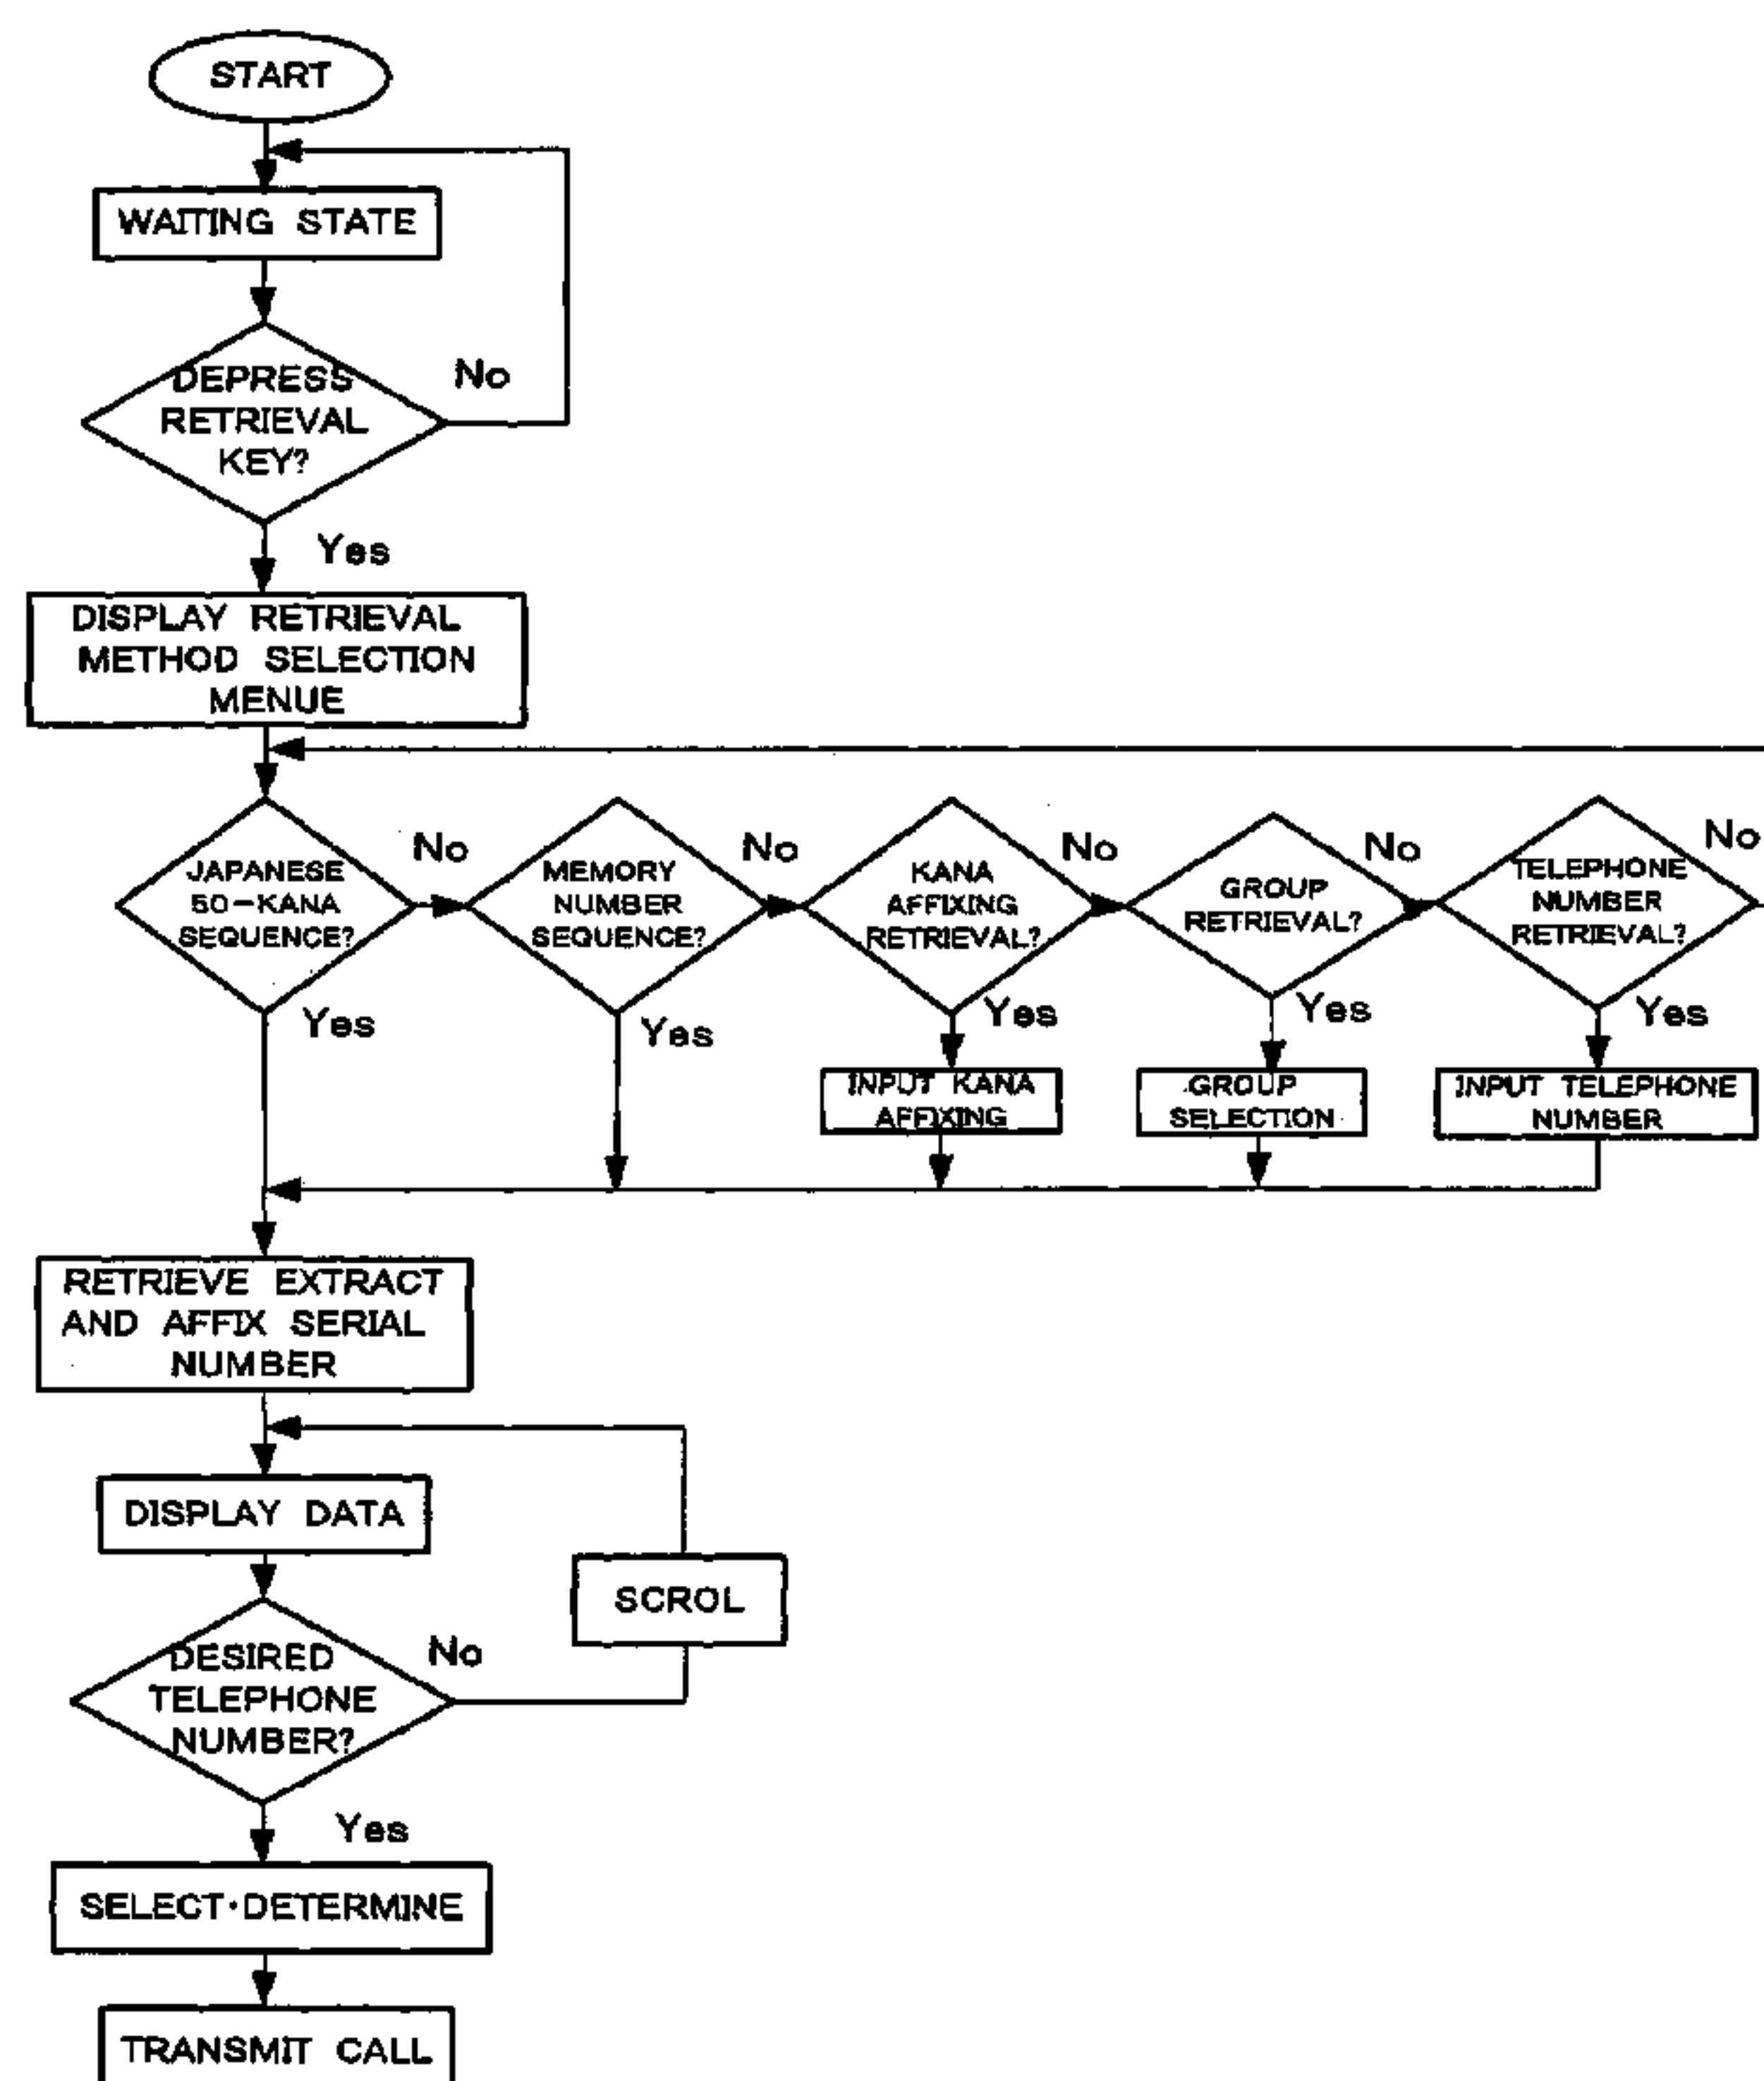 START
WAITING STATE
DEPRESS
RETRIEVAL
KEY?
No
Yes
DISPLAY RETRIEVAL
METHOD SELECTION
MENUE
JAPANESE
50-KANA
SEQUENCE?
No
Yes
MEMORY
NUMBER
SEQUENCE?
No
Yes
KANA
AFFIXING
RETRIEVAL?
No
Yes
GROUP
RETRIEVAL?
No
Yes
TELEPHONE
NUMBER
RETRIEVAL?
No
Yes
INPUT KANA
AFFIXING
GROUP
SELECTION
INPUT TELEPHONE
NUMBER
RETRIEVE EXTRACT
AND AFFIX SERIAL
NUMBER
DISPLAY DATA
SCROL
DESIRED
TELEPHONE
NUMBER?
No
Yes
SELECT·DETERMINE
TRANSMIT CALL